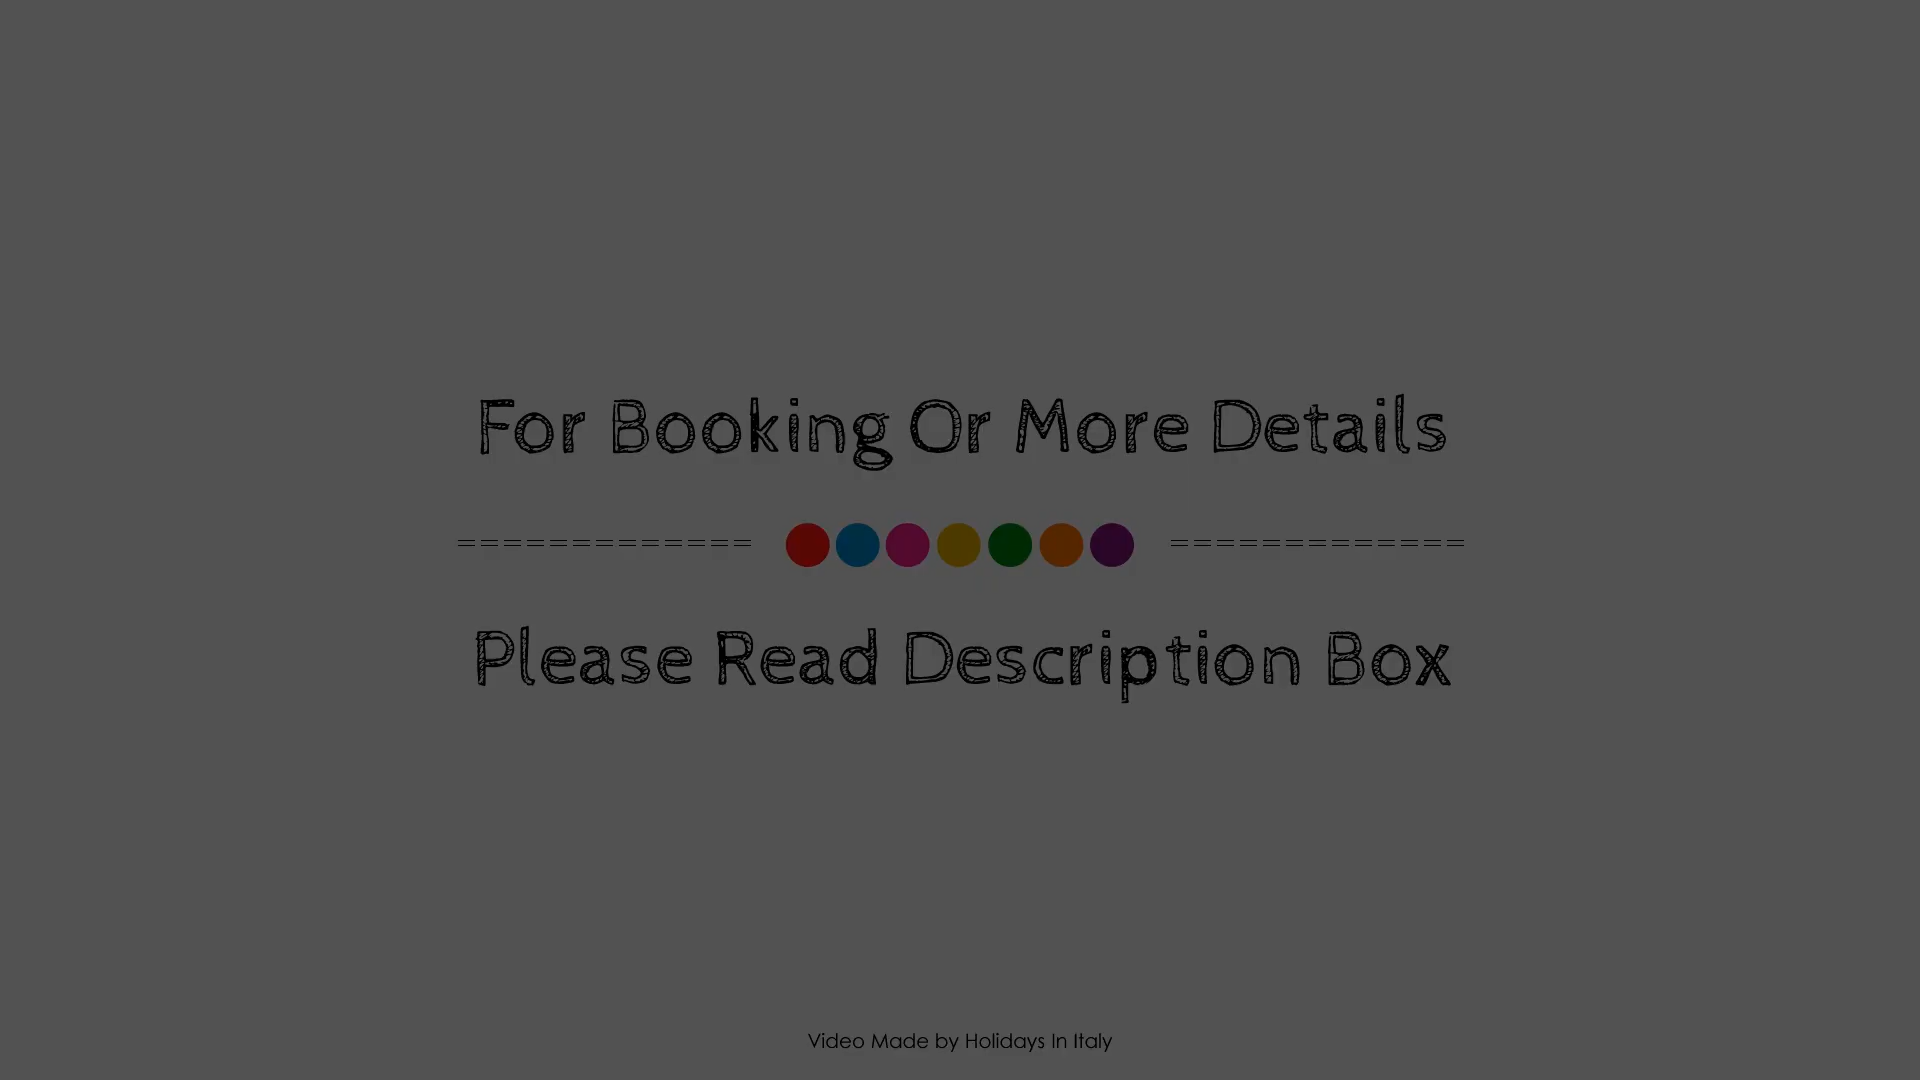 For Booking Or More Details
============= =============
Please Read Description Box
Video Made by Holidays In Italy